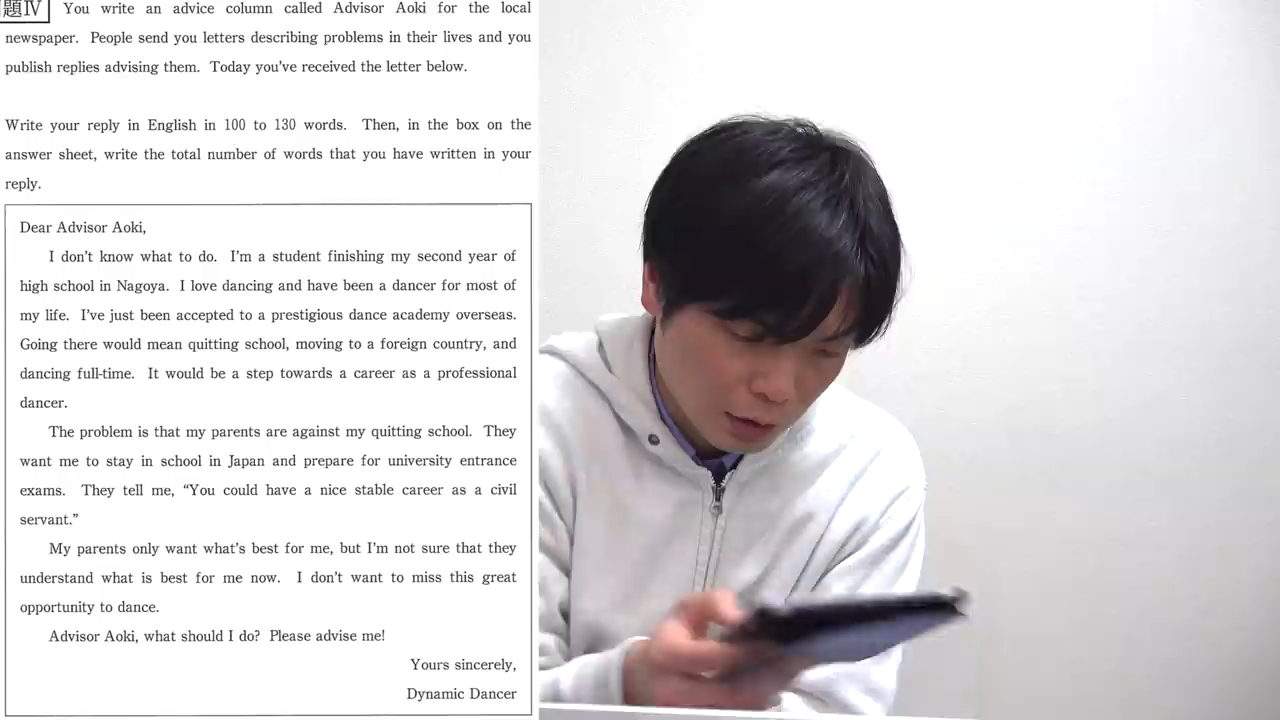 題Ⅳ You write an advice column called Advisor Aoki for the local
newspaper. People send you letters describing problems in their lives and you
publish replies advising them. Today you've received the letter below.
Write your reply in English in 100 to 130 words. Then, in the box on the
answer sheet, write the total number of words that you have written in your
reply.
Dear Advisor Aoki,
I don't know what to do. I'm a student finishing my second year of
high school in Nagoya. I love dancing and have been a dancer for most of
my life. I've just been accepted to a prestigious dance academy overseas.
Going there would mean quitting school, moving to a foreign country, and
dancing full-time. It would be a step towards a career as a professional
dancer.
The problem is that my parents are against my quitting school. They
want me to stay in school in Japan and prepare for university entrance
exams. They tell me, “You could have a nice stable career as a civil
servant.”
My parents only want what's best for me, but I'm not sure that they
understand what is best for me now. I don't want to miss this great
opportunity to dance.
Advisor Aoki, what should I do? Please advise me!
Yours sincerely,
Dynamic Dancer